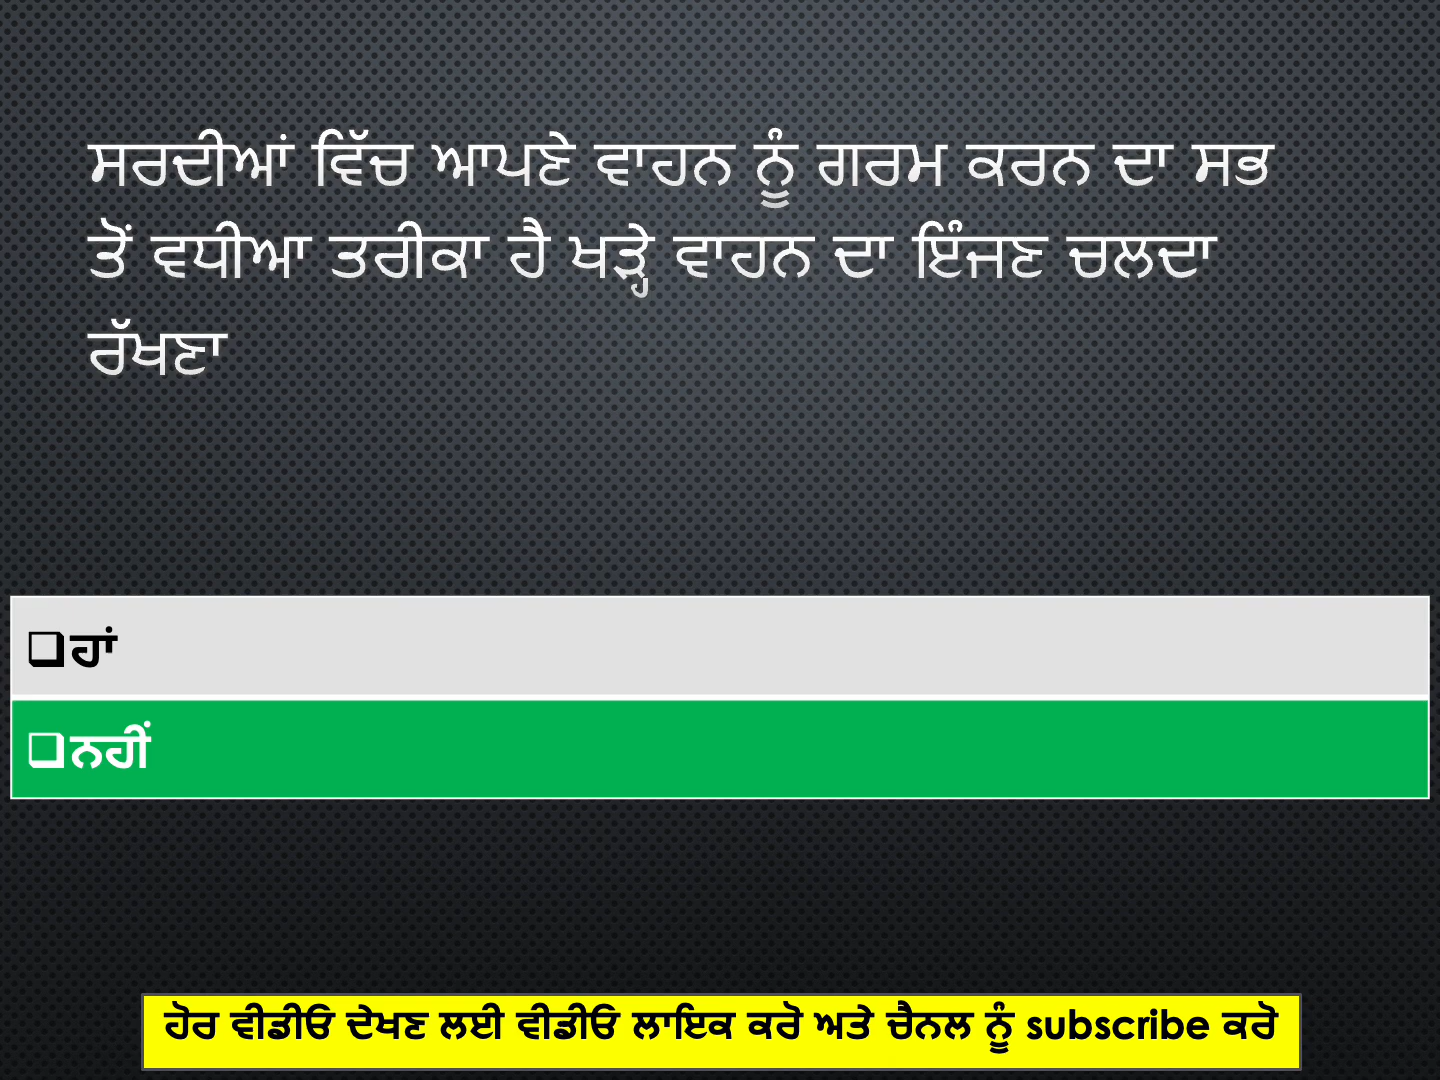 ਸਰਦੀਆਂ ਵਿੱਚ ਆਪਣੇ ਵਾਹਨ ਨੂੰ ਗਰਮ ਕਰਨ ਦਾ ਸਭ
ਤੋਂ ਵਧੀਆ ਤਰੀਕਾ ਹੈ ਖੜ੍ਹੇ ਵਾਹਨ ਦਾ ਇੰਜਣ ਚਲਦਾ
ਰੱਖਣਾ
❑ਹਾਂ
❑ਨਹੀਂ
ਹੋਰ ਵੀਡੀਓ ਦੇਖਣ ਲਈ ਵੀਡੀਓ ਲਾਇਕ ਕਰੋ ਅਤੇ ਚੈਨਲ ਨੂੰ subscribe ਕਰੋ